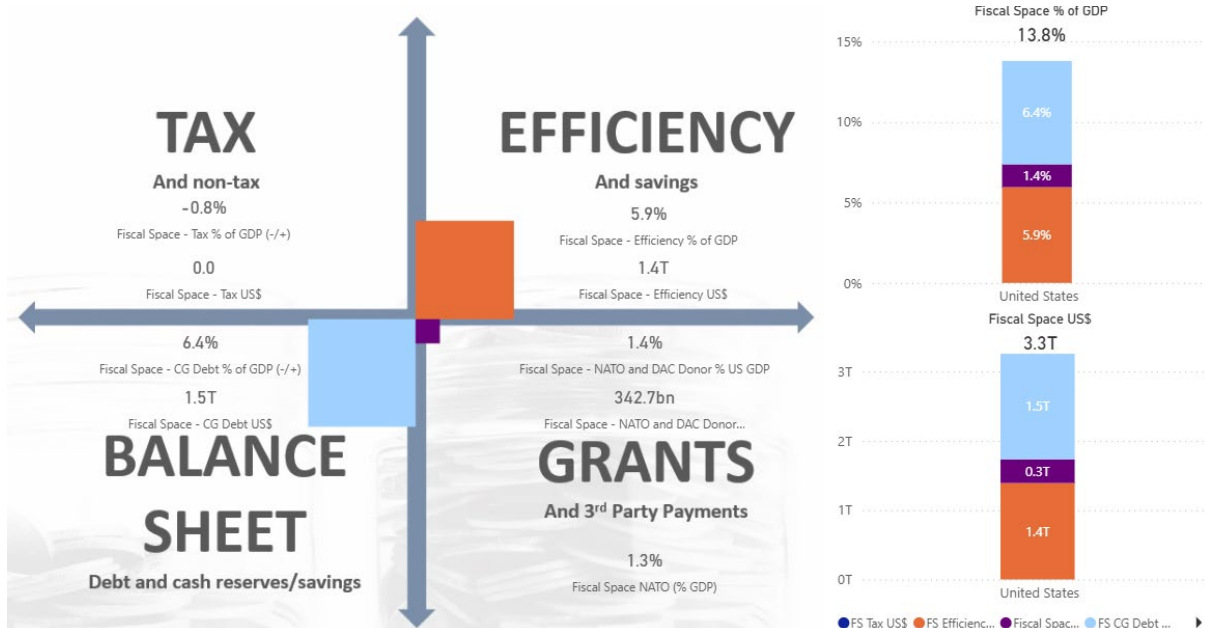 TAX
And non-tax
-0.8%
Fiscal Space - Tax % of GDP (-/+)
0.0
Fiscal Space - Tax US$
EFFICIENCY
And savings
5.9%
Fiscal Space - Efficiency % of GDP
1.4T
Fiscal Space - Efficiency US$
6.4%
Fiscal Space - CG Debt % of GDP (-/+)
1.5T
Fiscal Space - CG Debt US$
BALANCE
SHEET
Debt and cash reserves/savings
1.4%
Fiscal Space - NATO and DAC Donor % US GDP
342.7bn
Fiscal Space - NATO and DAC Donor...
GRANTS
And 3rd Party Payments
1.3%
Fiscal Space NATO (% GDP)
Fiscal Space % of GDP
13.8%
15%
10%
5%
0%
6.4%
1.4%
5.9%
United States
Fiscal Space US$
3.3T
3T
2T
1T
0T
1.5T
0.3T
1.4T
United States
FS Tax US$ FS Efficienc... Fiscal Spac... FS CG Debt ...